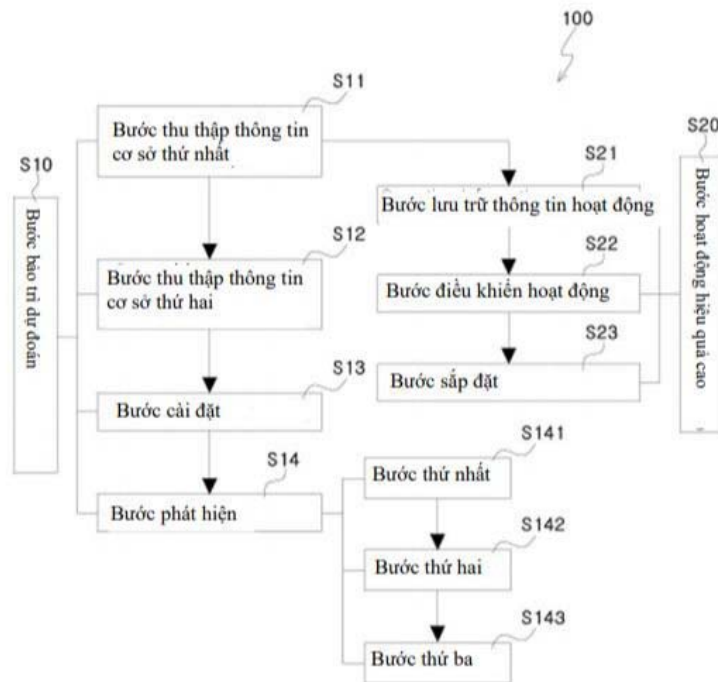 100
S11
Bước thu thập thông tin
cơ sở thứ nhất
S10
Bước bảo trì dự đoán
S12
Bước thu thập thông tin
cơ sở thứ hai
S13
Bước cài đặt
S14
Bước phát hiện
S21
Bước lưu trữ thông tin hoạt động
S22
Bước điều khiển hoạt động
S23
Bước sắp đặt
S20
Bước hoạt động hiệu quả cao
S141
Bước thứ nhất
S142
Bước thứ hai
S143
Bước thứ ba